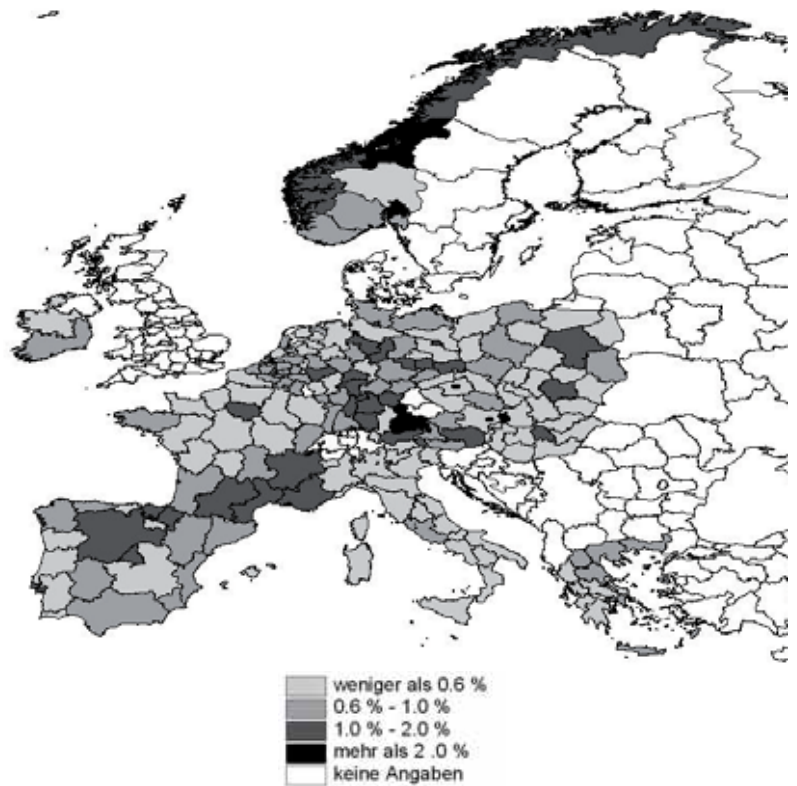 weniger als 0.6 %
0.6 % - 1.0 %
1.0 % - 2.0 %
mehr als 2 .0 %
keine Angaben